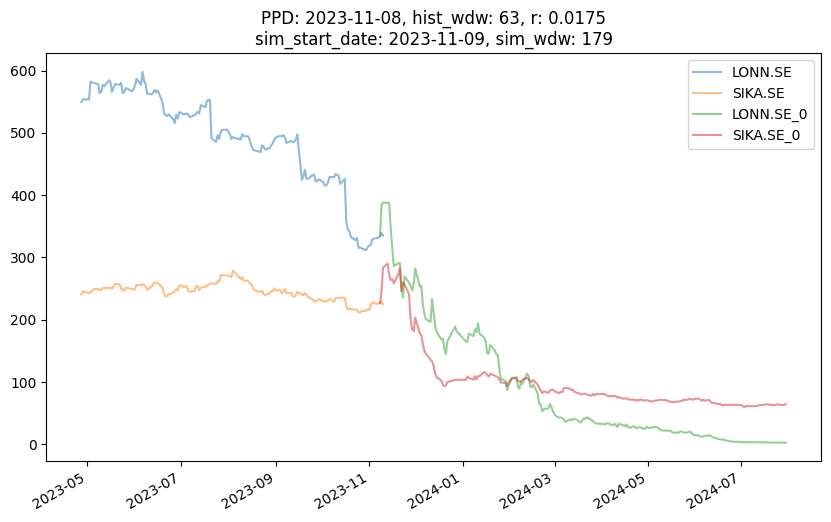 PPD: 2023-11-08, hist_wdw: 63, r: 0.0175
sim_start_date: 2023-11-09, sim_wdw: 179
LONN.SE
SIKA.SE
LONN.SE_0
SIKA.SE_0
600
500
400
300
200
100
0
2023-05
2023-07
2023-09
2023-11
2024-01
2024-03
2024-05
2024-07